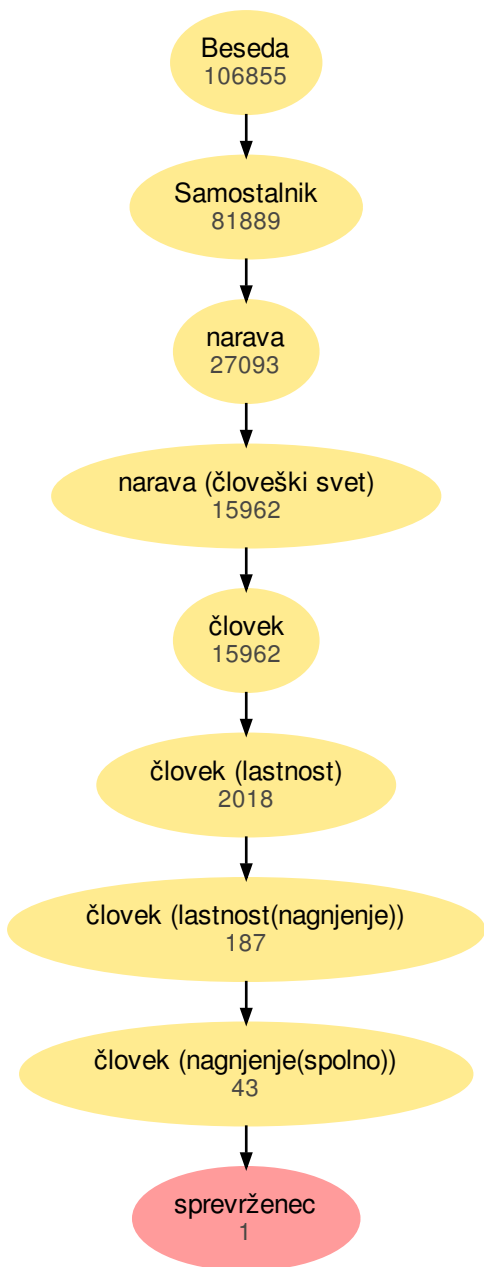 Beseda
106855
Samostalnik
81889
narava
27093
narava (človeški svet)
15962
človek
15962
človek (lastnost)
2018
človek (lastnost(nagnjenje))
187
človek (nagnjenje(spolno))
43
sprevrženec
1